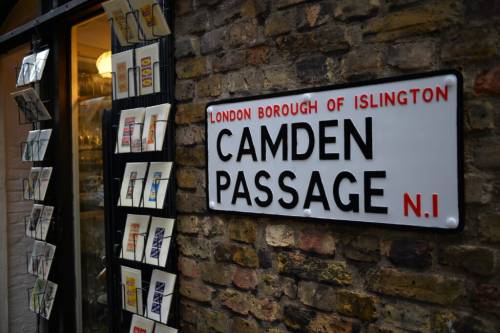 LONDON BOROUGH OF ISLINGTON
CAMDEN
PASSAGE N.1